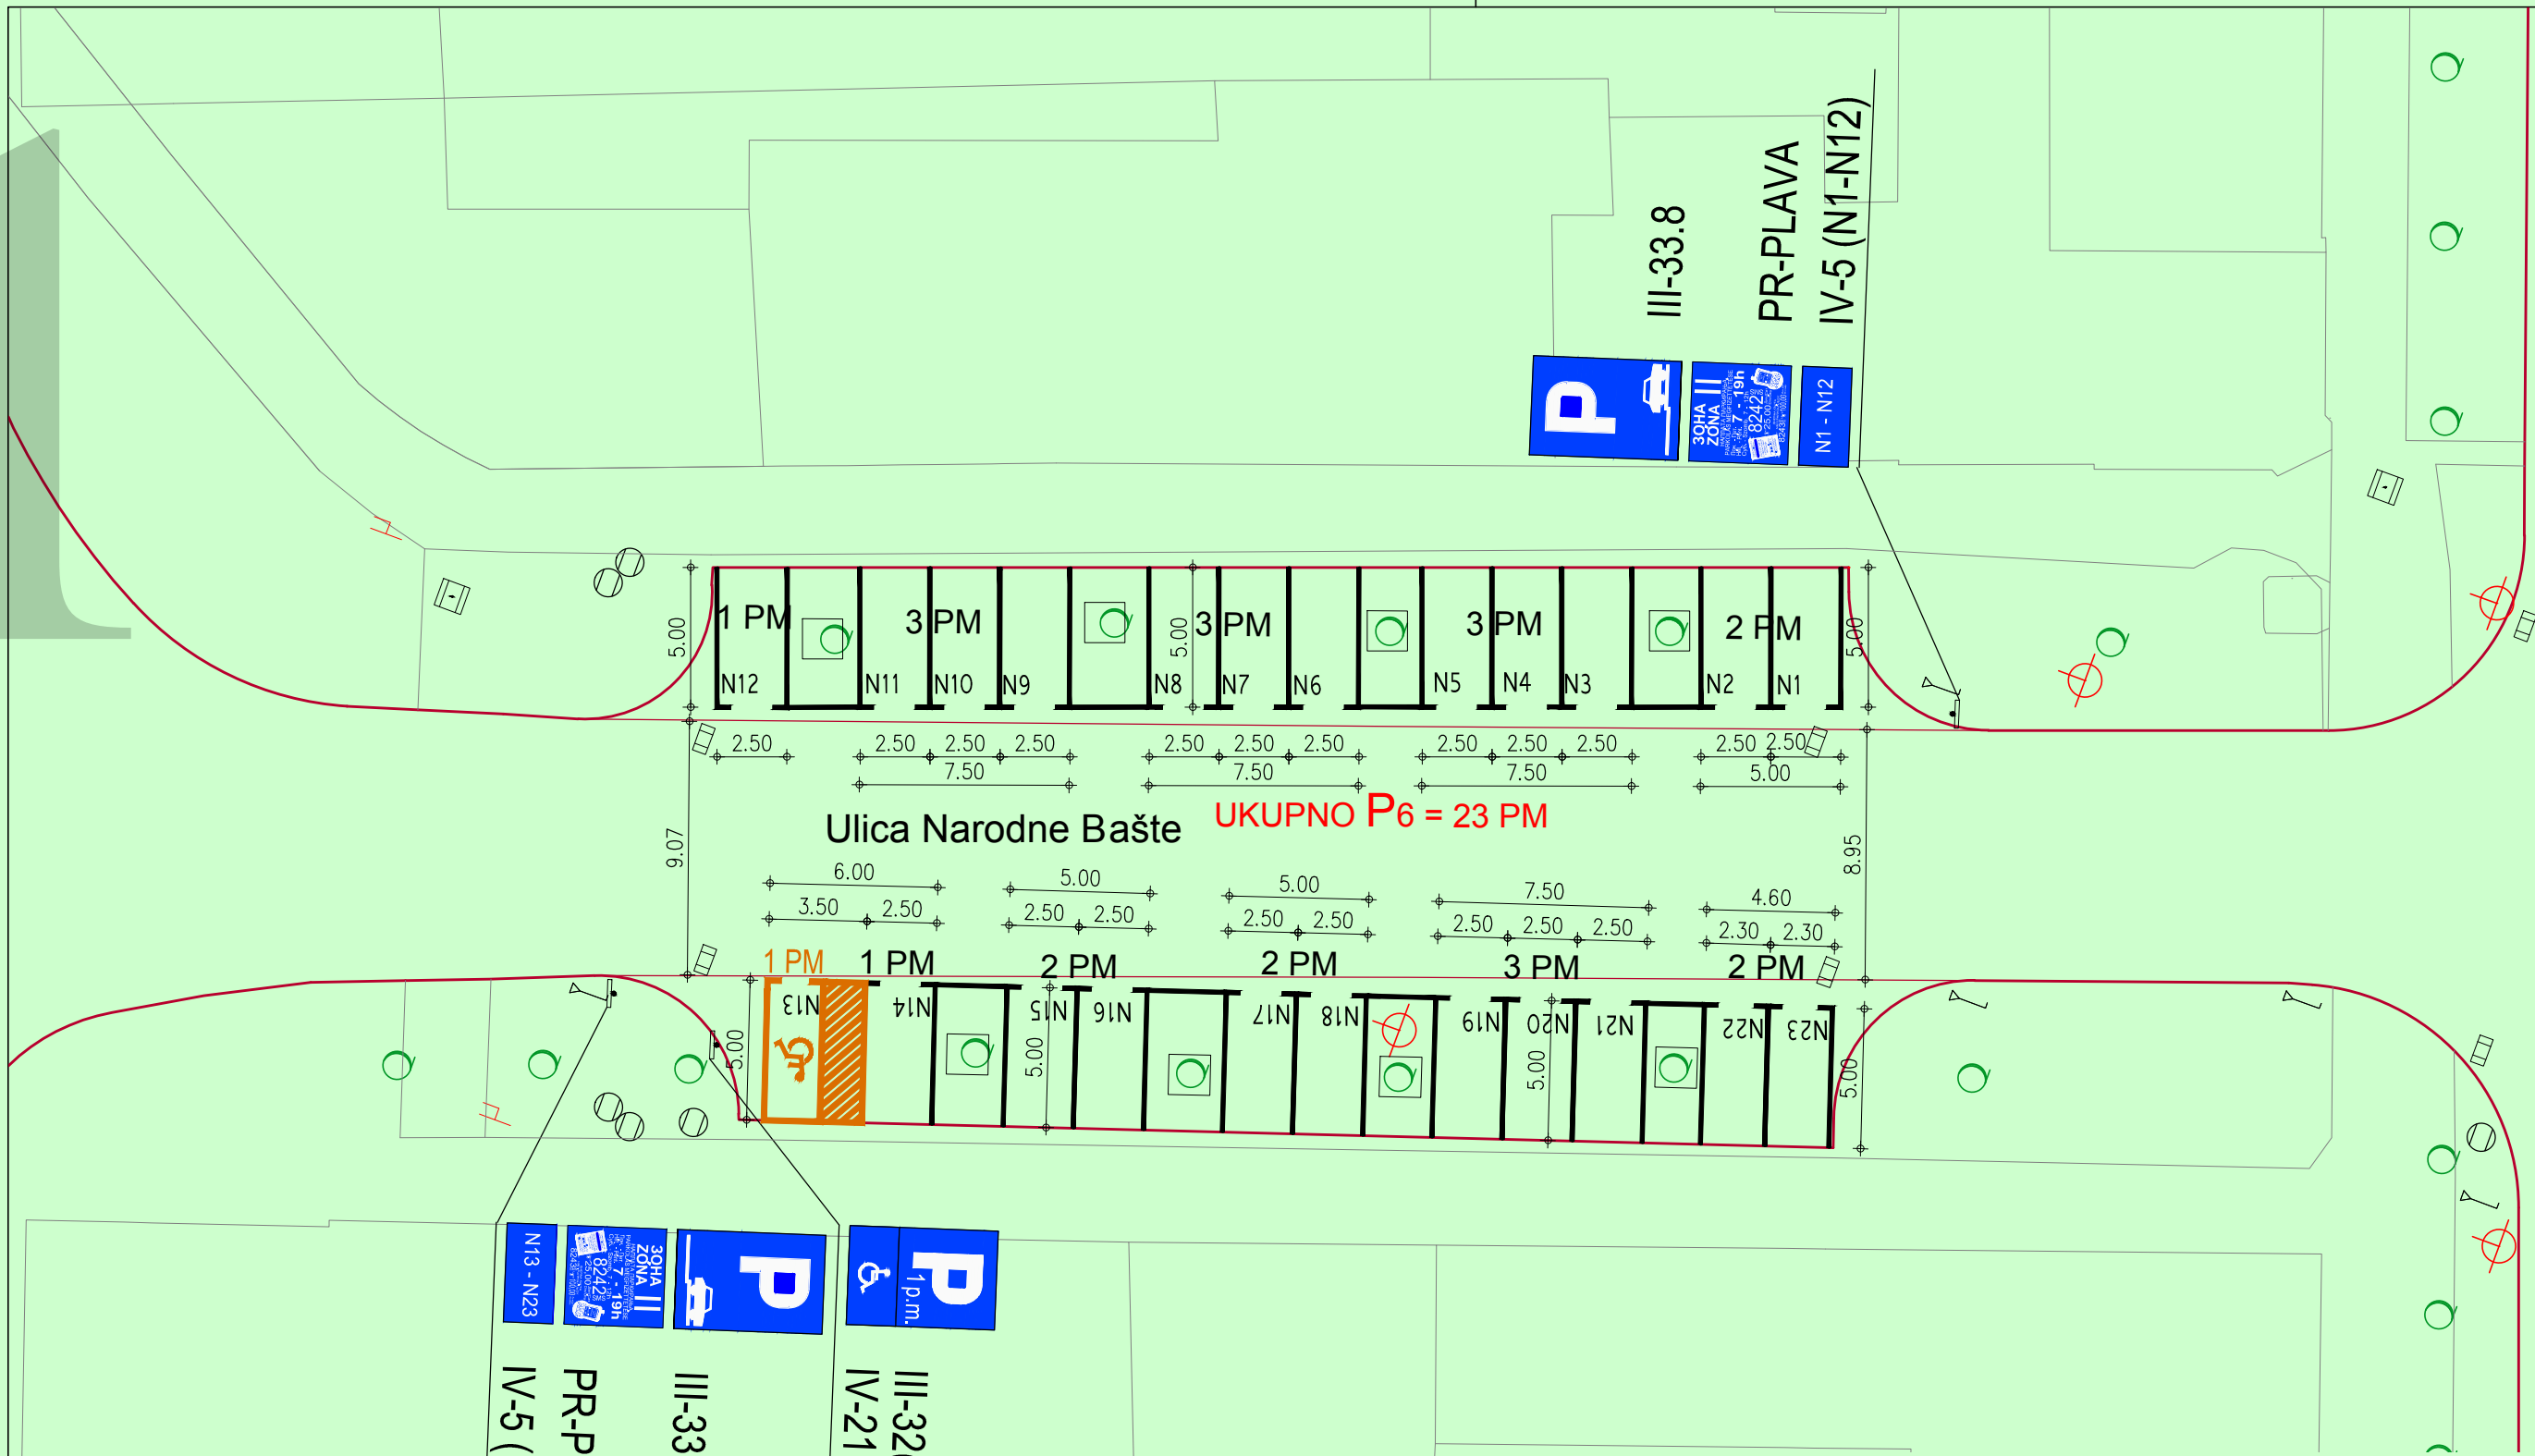 III-33.8
PR-PLAVA
IV-5 (N1-N12)
P
ЗОНА II
ZONA
7 - 19h
8242
N1 - N12
1 PM
3 PM
3 PM
3 PM
2 PM
5.00
5.00
5.00
N12
N11
N10
N9
N8
N7
N6
N5
N4
N3
N2
N1
2.50
2.50
2.50
2.50
2.50
2.50
2.50
2.50
2.50
2.50
2.50
2.50
7.50
7.50
7.50
5.00
Ulica Narodne Bašte
UKUPNO P6 = 23 PM
9.07
8.95
6.00
5.00
5.00
7.50
4.60
3.50
2.50
2.50
2.50
2.50
2.50
2.50
2.50
2.50
2.30
2.30
1 PM
1 PM
2 PM
2 PM
3 PM
2 PM
N13
N14
N15
N16
N17
N18
N19
N20
N21
N22
N23
5.00
5.00
5.00
5.00
N13 - N23
ЗОНА II
ZONA
7 - 19h
8242
P
P
1p.m.
IV-5 (
PR-P
III-33
IV-21
III-32